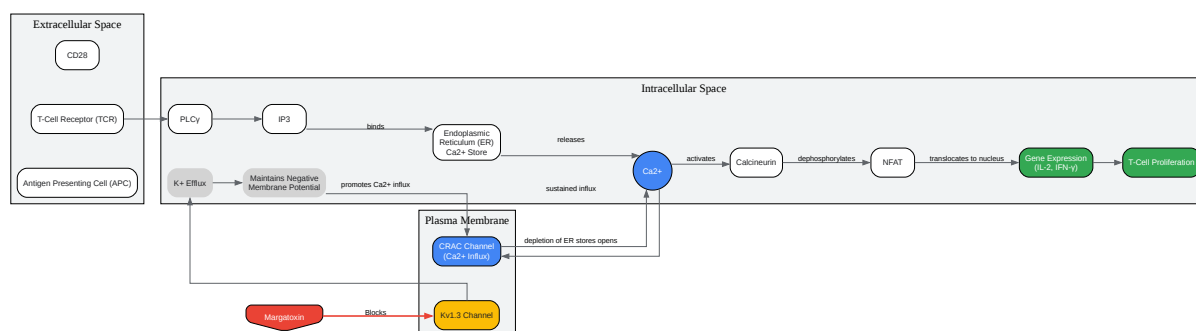 Extracellular Space
CD28
T-Cell Receptor (TCR)
Antigen Presenting Cell (APC)
Intracellular Space
PLCγ
IP3
binds
Endoplasmic
Reticulum (ER)
Ca2+ Store
releases
Ca2+
activates
Calcineurin
dephosphorylates
NFAT
translocates to nucleus
Gene Expression
(IL-2, IFN-γ)
T-Cell Proliferation
K+ Efflux
Maintains Negative
Membrane Potential
promotes Ca2+ influx
sustained influx
Plasma Membrane
CRAC Channel
(Ca2+ Influx)
depletion of ER stores opens
Margatoxin
Blocks
Kv1.3 Channel